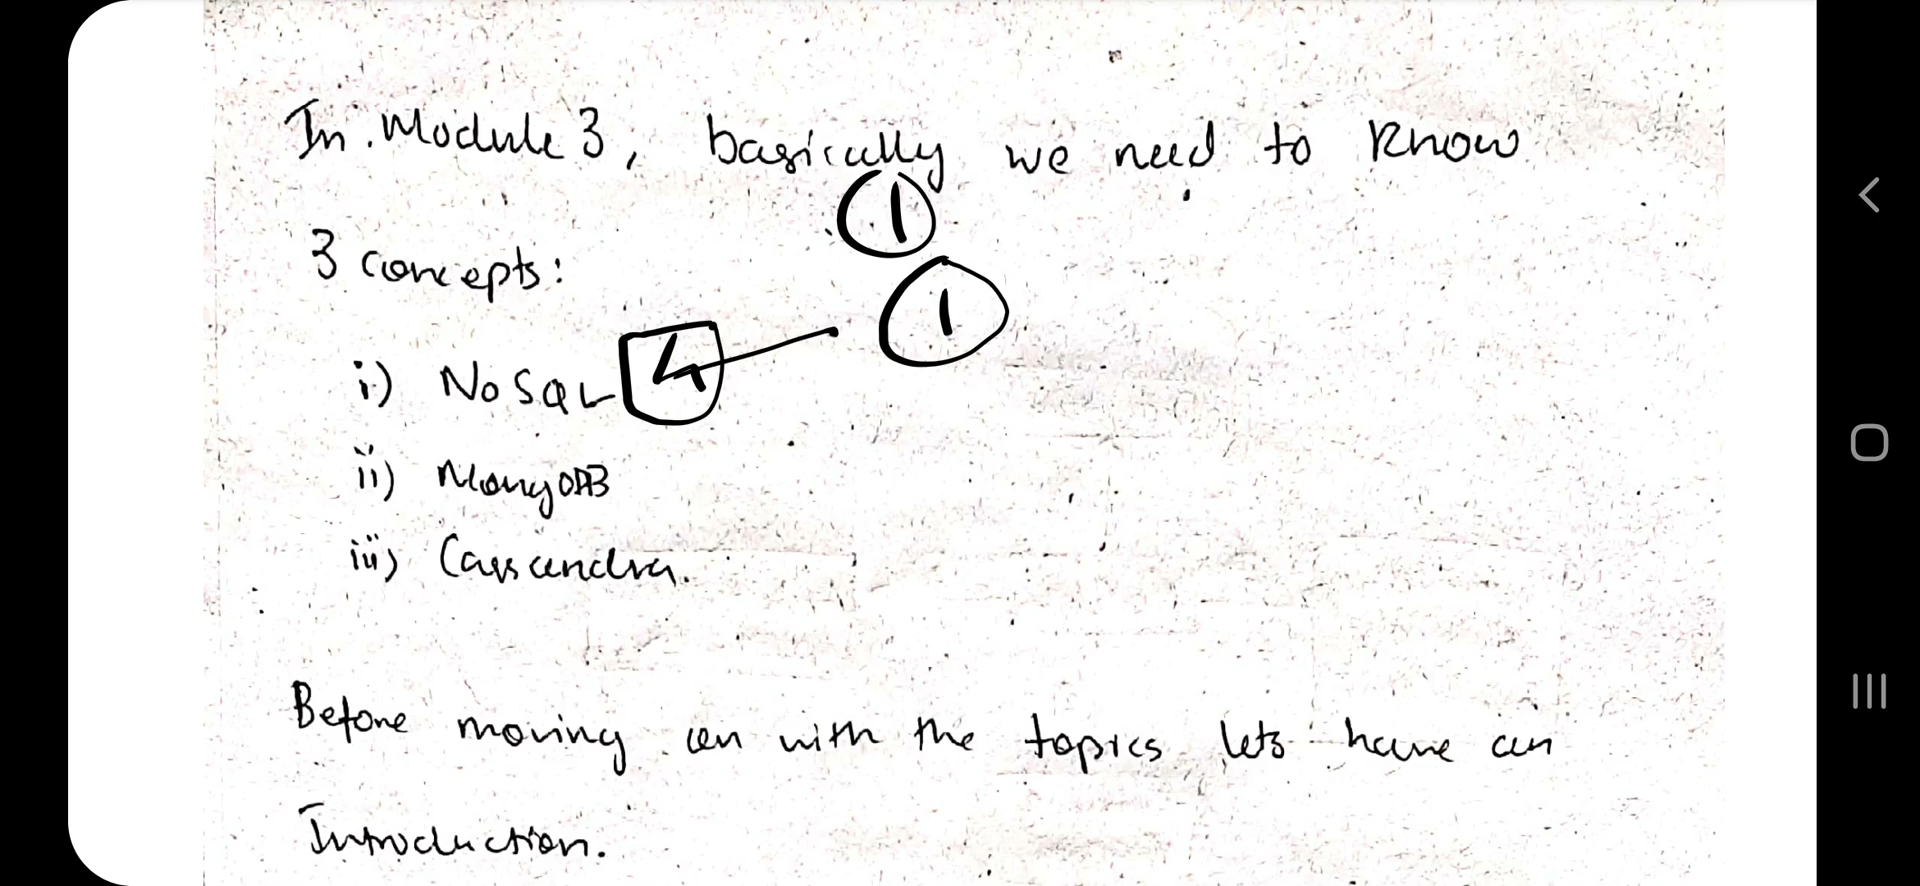 In Module 3, basically we need to know
1
3 concepts:
1
i) NoSQL 4
ii) MongoDB
iii) Cassandra.
Before moving on with the topics lets have an
Introduction.